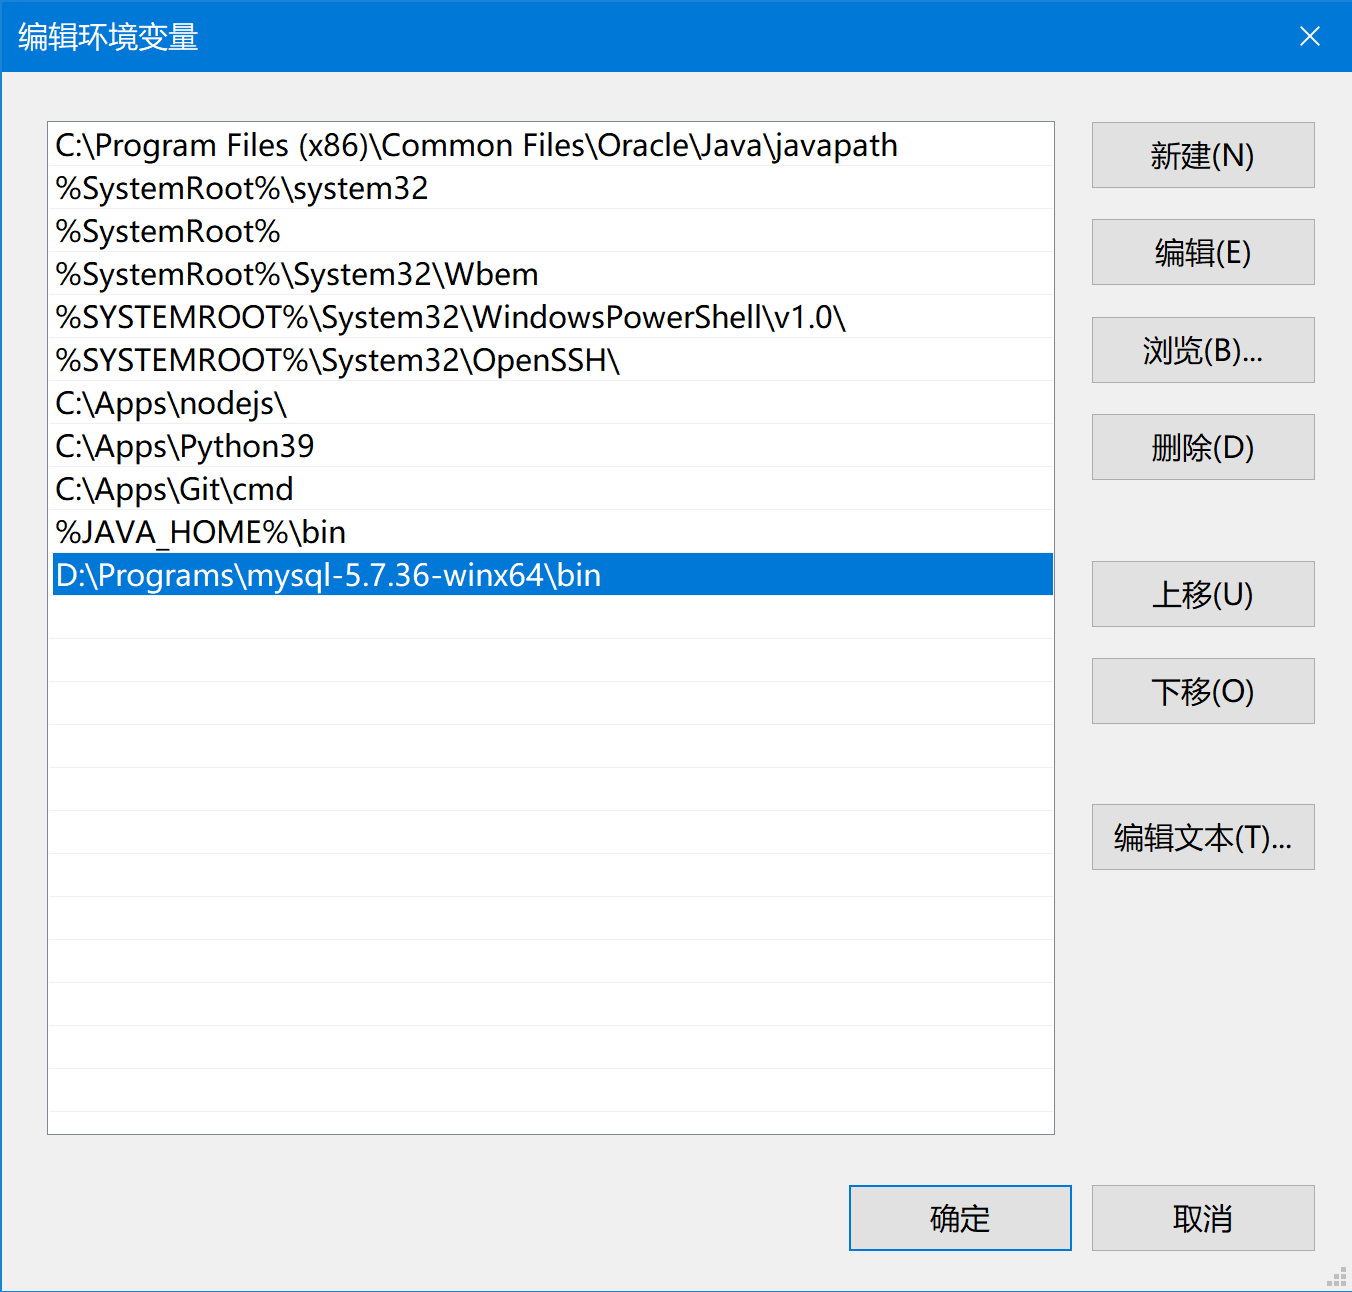 编辑环境变量
C:\Program Files (x86)\Common Files\Oracle\Java\javapath
%SystemRoot%\system32
%SystemRoot%
%SystemRoot%\System32\Wbem
%SYSTEMROOT%\System32\WindowsPowerShell\v1.0\
%SYSTEMROOT%\System32\OpenSSH\
C:\Apps\nodejs\
C:\Apps\Python39
C:\Apps\Git\cmd
%JAVA_HOME%\bin
D:\Programs\mysql-5.7.36-winx64\bin
新建(N)
编辑(E)
浏览(B)...
删除(D)
上移(U)
下移(O)
编辑文本(T)...
确定
取消